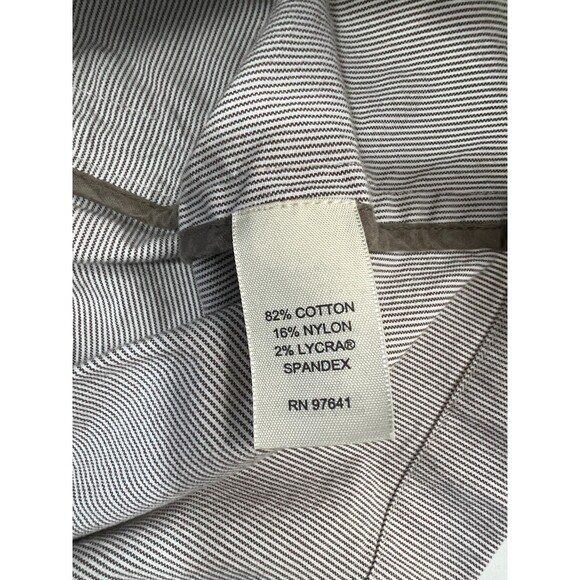 82% COTTON
16% NYLON
2% LYCRA®
SPANDEX
RN 97641